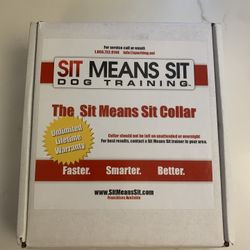 For service call or email
SIT MEANS SIT
DOG TRAINING™
The Sit Means Sit Collar
Unlimited
Lifetime
Warranty
Collar should not be left on unattended or overnight
For best results, contact a Sit Means Sit trainer in your area.
Faster. Smarter. Better.
www.SitMeansSit.com
Franchises Available